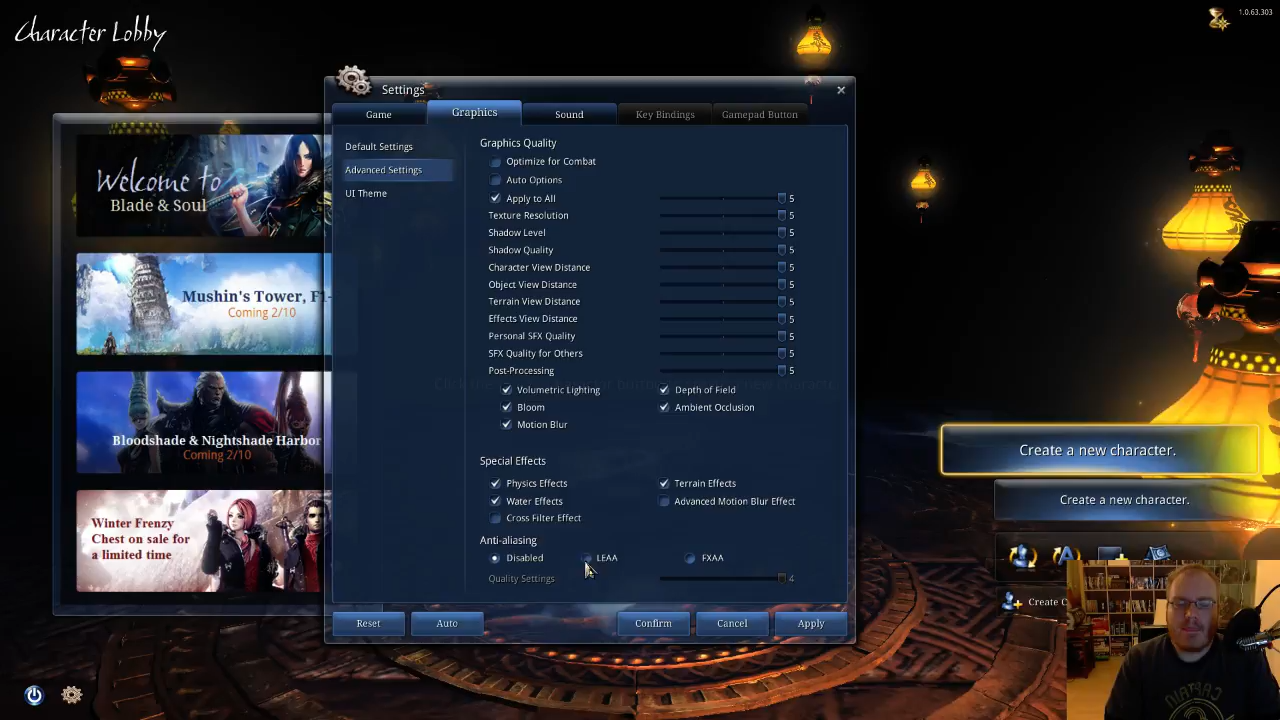 Character Lobby
1.0.63.303
Settings
Game
Graphics
Sound
Key Bindings
Gamepad Button
Default Settings
Advanced Settings
UI Theme
Graphics Quality
Optimize for Combat
Auto Options
Apply to All 5
Texture Resolution 5
Shadow Level 5
Shadow Quality 5
Character View Distance 5
Object View Distance 5
Terrain View Distance 5
Effects View Distance 5
Personal SFX Quality 5
SFX Quality for Others 5
Post-Processing 5
Volumetric Lighting
Depth of Field
Bloom
Ambient Occlusion
Motion Blur
Special Effects
Physics Effects
Terrain Effects
Water Effects
Advanced Motion Blur Effect
Cross Filter Effect
Anti-aliasing
Disabled
LEAA
FXAA
Quality Settings 4
Reset
Auto
Confirm
Cancel
Apply
Welcome to
Blade & Soul
Mushin's Tower, F1-
Coming 2/10
Bloodshade & Nightshade Harbor
Coming 2/10
Winter Frenzy
Chest on sale for
a limited time
Create a new character.
Create a new character.
Create C